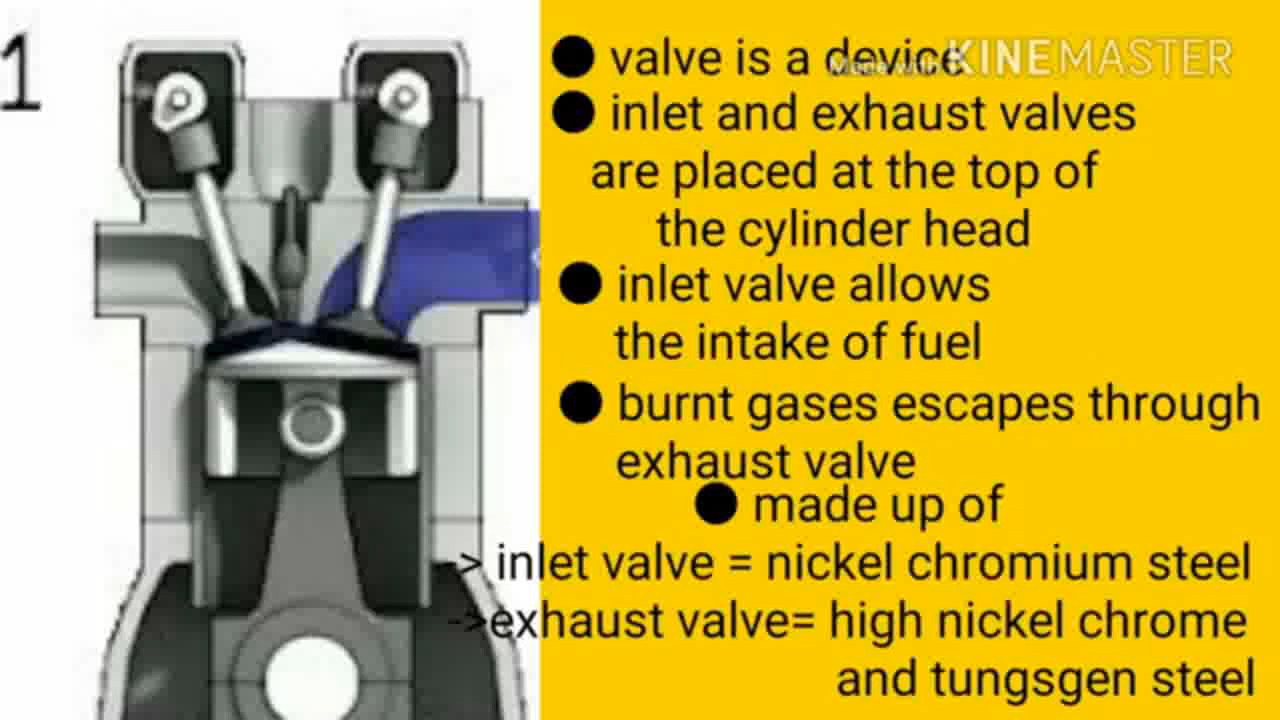 1
● valve is a device
Made with KINEMASTER
● inlet and exhaust valves
are placed at the top of
the cylinder head
● inlet valve allows
the intake of fuel
● burnt gases escapes through
exhaust valve
● made up of
-> inlet valve = nickel chromium steel
->exhaust valve= high nickel chrome
and tungsgen steel